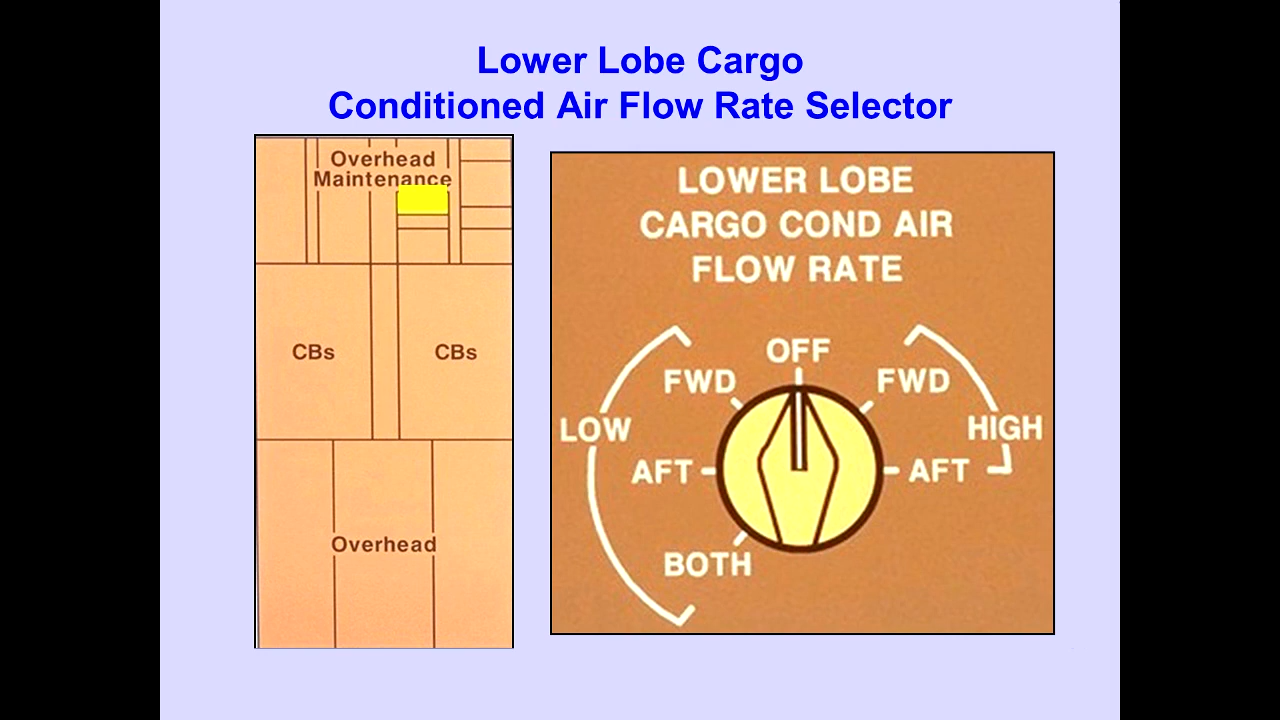 Lower Lobe Cargo
Conditioned Air Flow Rate Selector
Overhead
Maintenance
CBs
CBs
Overhead
LOWER LOBE
CARGO COND AIR
FLOW RATE
OFF
FWD
FWD
LOW
HIGH
AFT
AFT
BOTH